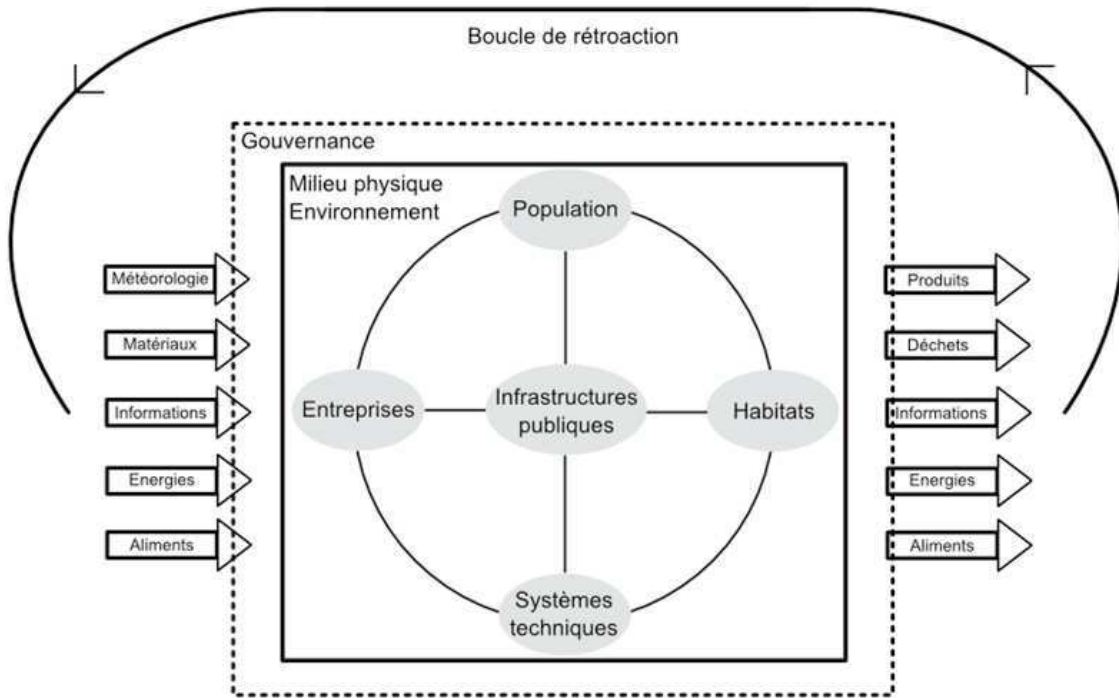 Boucle de rétroaction
Gouvernance
Milieu physique
Environnement
Population
Météorologie
Matériaux
Informations
Energies
Aliments
Entreprises
Infrastructures
publiques
Habitats
Systèmes
techniques
Produits
Déchets
Informations
Energies
Aliments